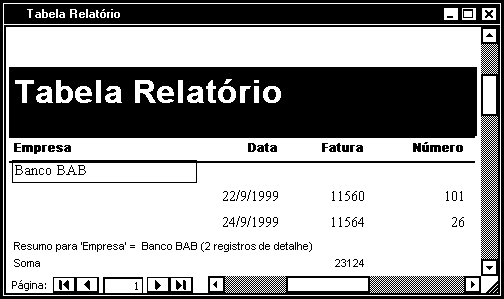 Tabela Relatório
Tabela Relatório
Empresa Data Fatura Número
Banco BAB
22/9/1999 11560 101
24/9/1999 11564 26
Resumo para 'Empresa' = Banco BAB (2 registros de detalhe)
Soma 23124
Página: 1